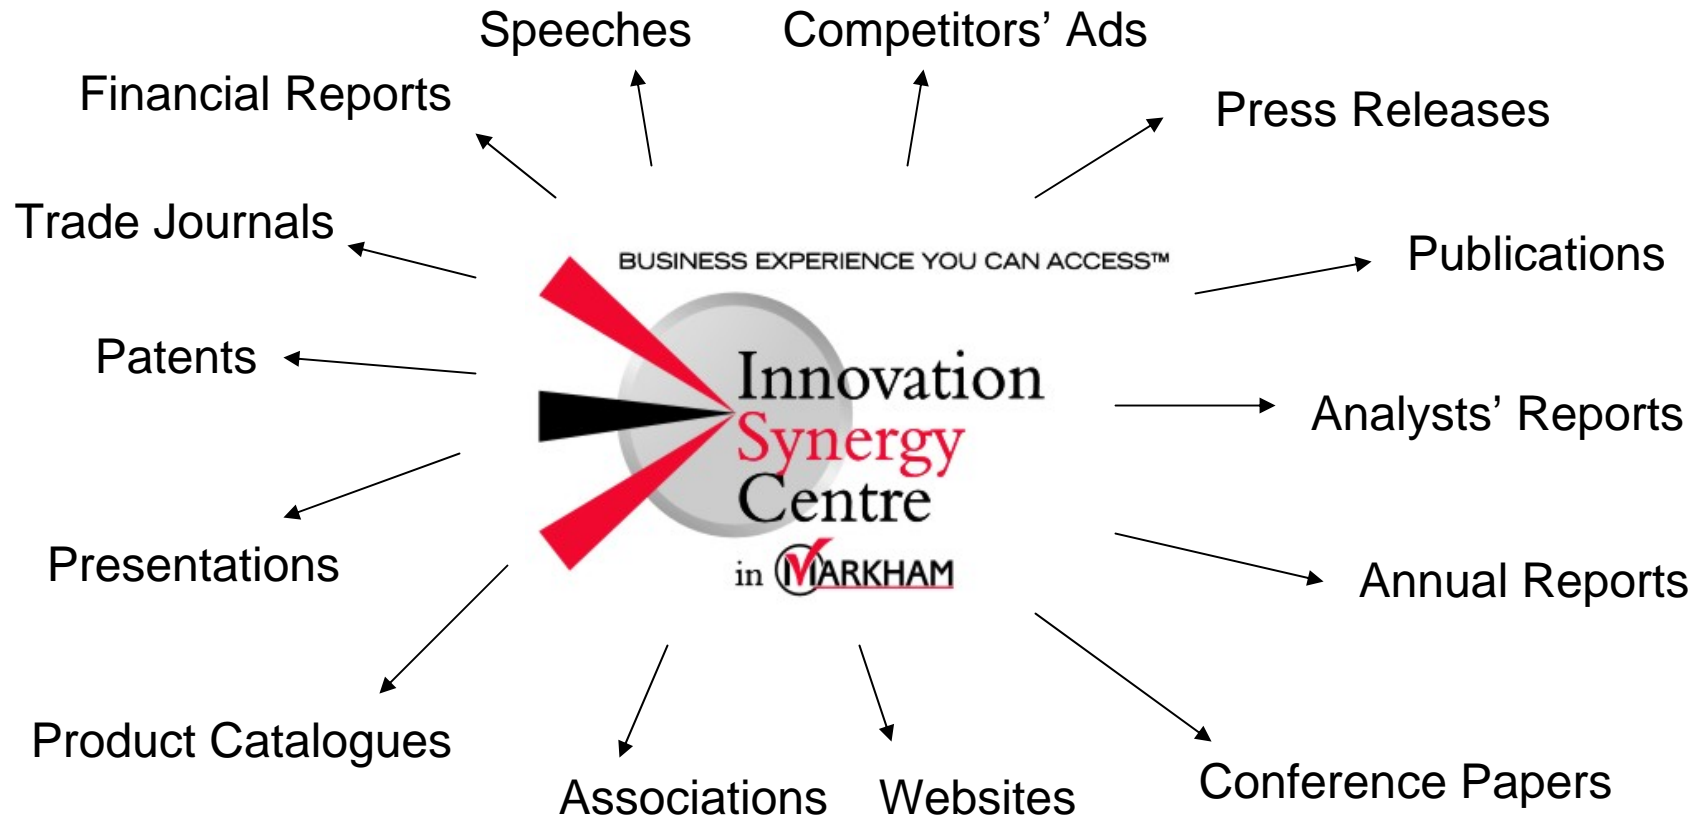 Speeches
Competitors’ Ads
Financial Reports
Press Releases
Trade Journals
Publications
BUSINESS EXPERIENCE YOU CAN ACCESS™
Patents
Innovation
Synergy
Centre
in MARKHAM
Analysts’ Reports
Presentations
Annual Reports
Product Catalogues
Associations
Websites
Conference Papers